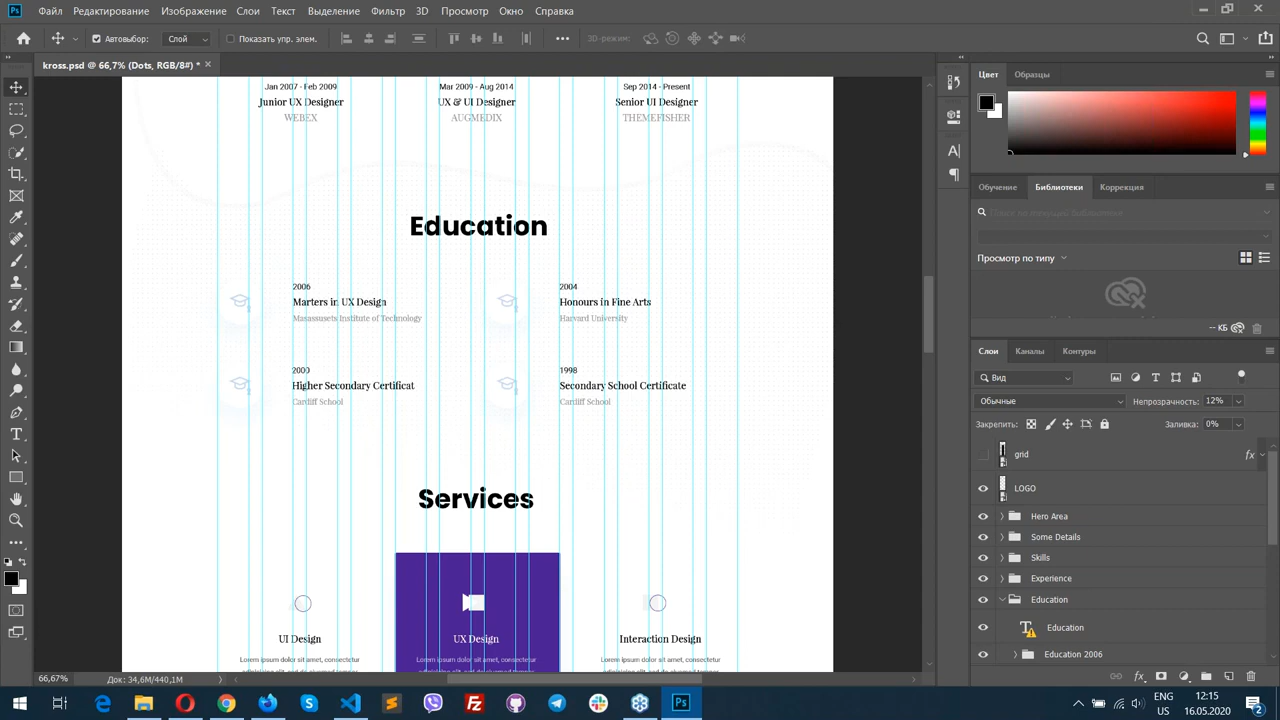 Файл Редактирование Изображение Слои Текст Выделение Фильтр 3D Просмотр Окно Справка
Автовыбор: Слой Показать упр. элем. 3D-режим:
kross.psd @ 66,7% (Dots, RGB/8#) *
Jan 2007 - Feb 2009 Mar 2009 - Aug 2014 Sep 2014 - Present
Junior UX Designer UX & UI Designer Senior UI Designer
WEBEX AUGMEDIX THEMEFISHER
Education
2006 2004
Marters in UX Design Honours in Fine Arts
Masassusets Institute of Technology Harvard University
2000 1998
Higher Secondary Certificat Secondary School Certificate
Cardiff School Cardiff School
Services
UI Design UX Design Interaction Design
Lorem ipsum dolor sit amet, consectetur Lorem ipsum dolor sit amet, consectetur Lorem ipsum dolor sit amet, consectetur
66,67% Док: 34,6M/440,1M
Цвет Образцы
Обучение Библиотеки Коррекция
Поиск по текущей библиотеке
Просмотр по типу
-- КБ
Слои Каналы Контуры
Вид
Обычные Непрозрачность: 12%
Закрепить: Заливка: 0%
grid fx
LOGO
Hero Area
Some Details
Skills
Experience
Education
Education
Education 2006
ENG 12:15
US 16.05.2020
2